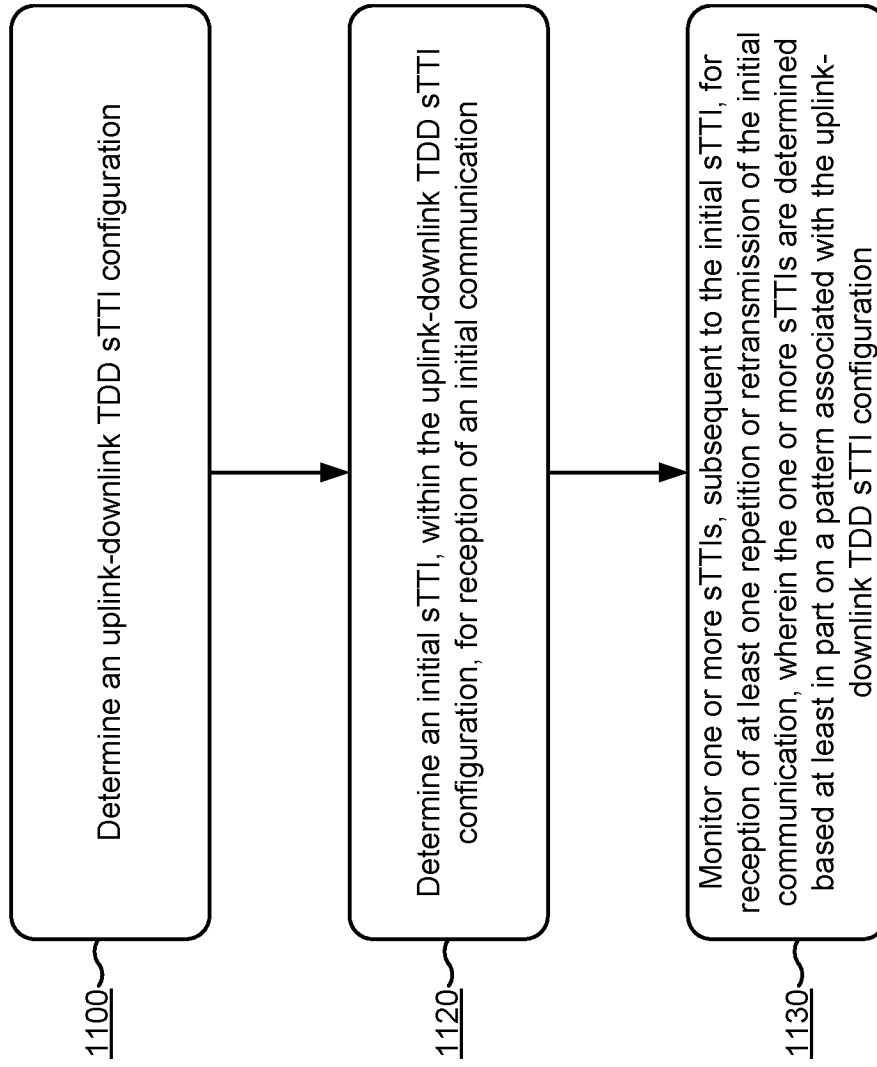 1100
Determine an uplink-downlink TDD sTTI configuration
1120
Determine an initial sTTI, within the uplink-downlink TDD sTTI
configuration, for reception of an initial communication
1130
Monitor one or more sTTIs, subsequent to the initial sTTI, for
reception of at least one repetition or retransmission of the initial
communication, wherein the one or more sTTIs are determined
based at least in part on a pattern associated with the uplink-
downlink TDD sTTI configuration